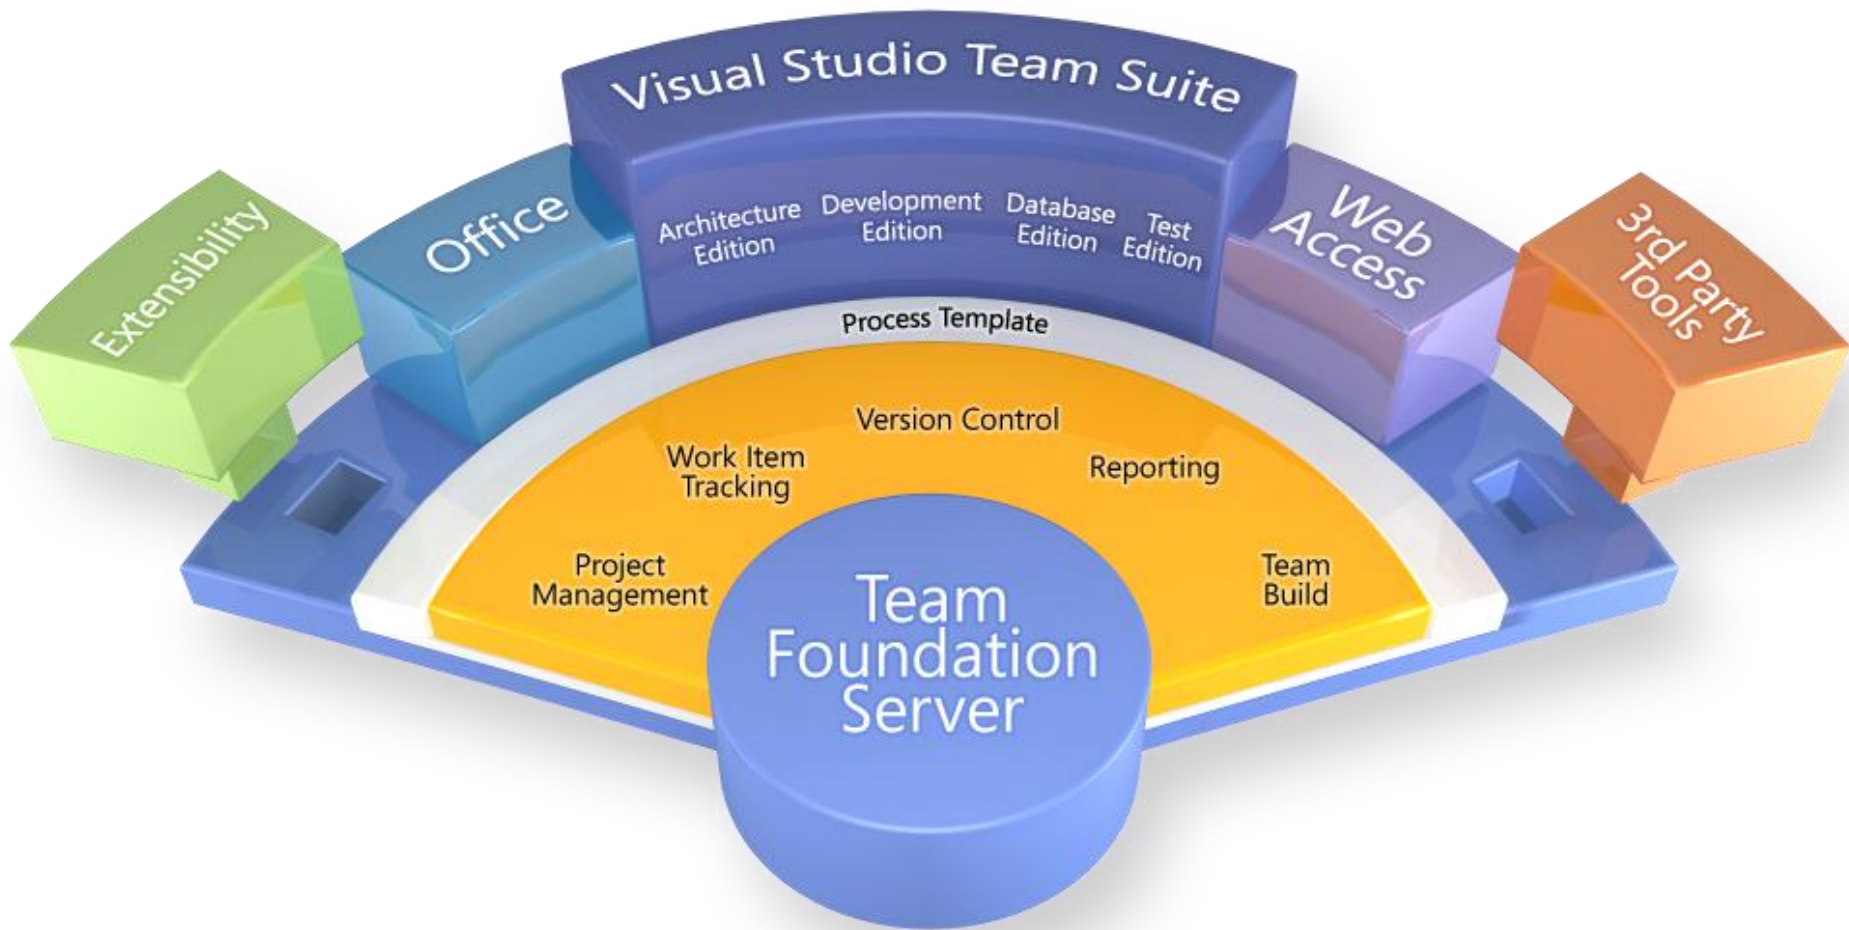 Visual Studio Team Suite
Extensibility
Office
Architecture
Edition
Development
Edition
Database
Edition
Test
Edition
Web
Access
3rd Party
Tools
Process Template
Version Control
Work Item
Tracking
Reporting
Project
Management
Team
Build
Team
Foundation
Server